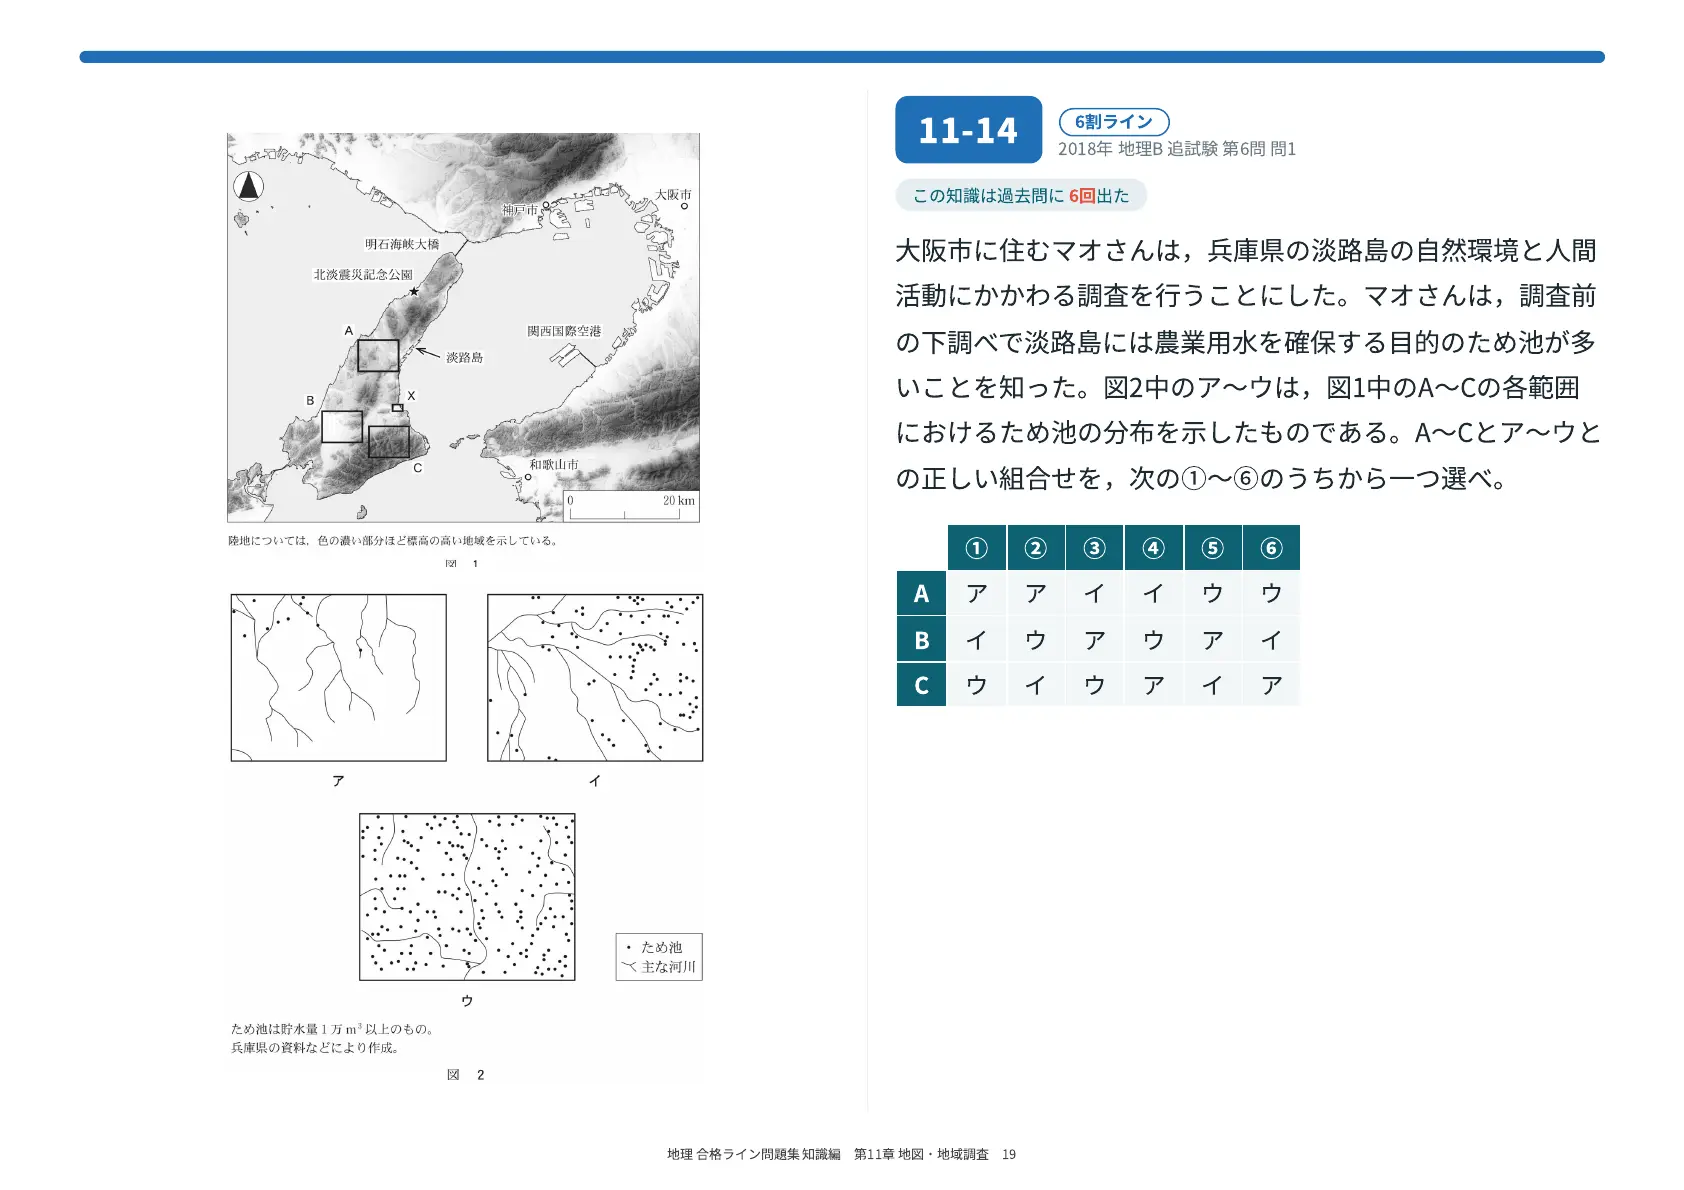 大阪市
神戸市
明石海峡大橋
北淡震災記念公園
A
関西国際空港
淡路島
B
X
C
和歌山市
0 20 km
陸地については，色の濃い部分ほど標高の高い地域を示している。
図 1
ア
イ
ウ
・ ため池
主な河川
ため池は貯水量 1 万 m³ 以上のもの。
兵庫県の資料などにより作成。
図 2
11-14
6割ライン
2018年 地理B 追試験 第6問 問1
この知識は過去問に 6回出た
大阪市に住むマオさんは，兵庫県の淡路島の自然環境と人間
活動にかかわる調査を行うことにした。マオさんは，調査前
の下調べで淡路島には農業用水を確保する目的のため池が多
いことを知った。図2中のア～ウは，図1中のA～Cの各範囲
におけるため池の分布を示したものである。A～Cとア～ウと
の正しい組合せを，次の①～⑥のうちから一つ選べ。
① ② ③ ④ ⑤ ⑥
A ア ア イ イ ウ ウ
B イ ウ ア ウ ア イ
C ウ イ ウ ア イ ア
地理 合格ライン問題集 知識編 第11章 地図・地域調査 19